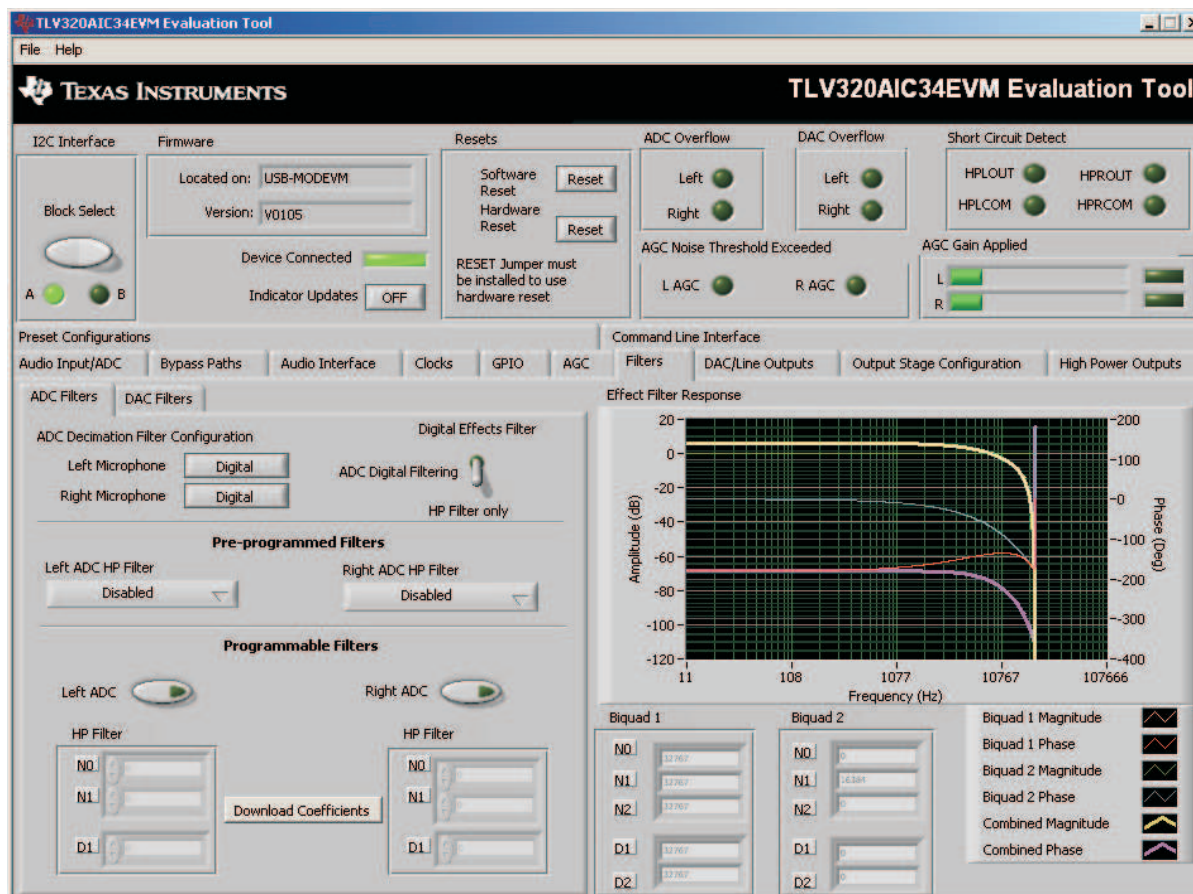 TLV320AIC34EVM Evaluation Tool
File Help
TEXAS INSTRUMENTS
TLV320AIC34EVM Evaluation Tool
I2C Interface
Block Select
A B
Firmware
Located on: USB-MODEVM
Version: V0105
Device Connected
Indicator Updates OFF
Resets
Software Reset Reset
Hardware Reset Reset
RESET Jumper must
be installed to use
hardware reset
ADC Overflow
Left
Right
DAC Overflow
Left
Right
Short Circuit Detect
HPLOUT HPROUT
HPLCOM HPRCOM
AGC Noise Threshold Exceeded
L AGC R AGC
AGC Gain Applied
L
R
Preset Configurations Command Line Interface
Audio Input/ADC Bypass Paths Audio Interface Clocks GPIO AGC Filters DAC/Line Outputs Output Stage Configuration High Power Outputs
ADC Filters DAC Filters
ADC Decimation Filter Configuration
Left Microphone Digital
Right Microphone Digital
Digital Effects Filter
ADC Digital Filtering
HP Filter only
Pre-programmed Filters
Left ADC HP Filter
Disabled
Right ADC HP Filter
Disabled
Programmable Filters
Left ADC Right ADC
HP Filter
N0
N1
D1
Download Coefficients
HP Filter
N0
N1
D1
Effect Filter Response
Amplitude (dB)
20
0
-20
-40
-60
-80
-100
-120
200
100
0
-100
-200
-300
-400
Phase (Deg)
11 108 1077 10767 107666
Frequency (Hz)
Biquad 1
N0 32767
N1 32767
N2 32767
D1 32767
D2 32767
Biquad 2
N0 0
N1 16384
N2
D1 0
D2 0
Biquad 1 Magnitude
Biquad 1 Phase
Biquad 2 Magnitude
Biquad 2 Phase
Combined Magnitude
Combined Phase